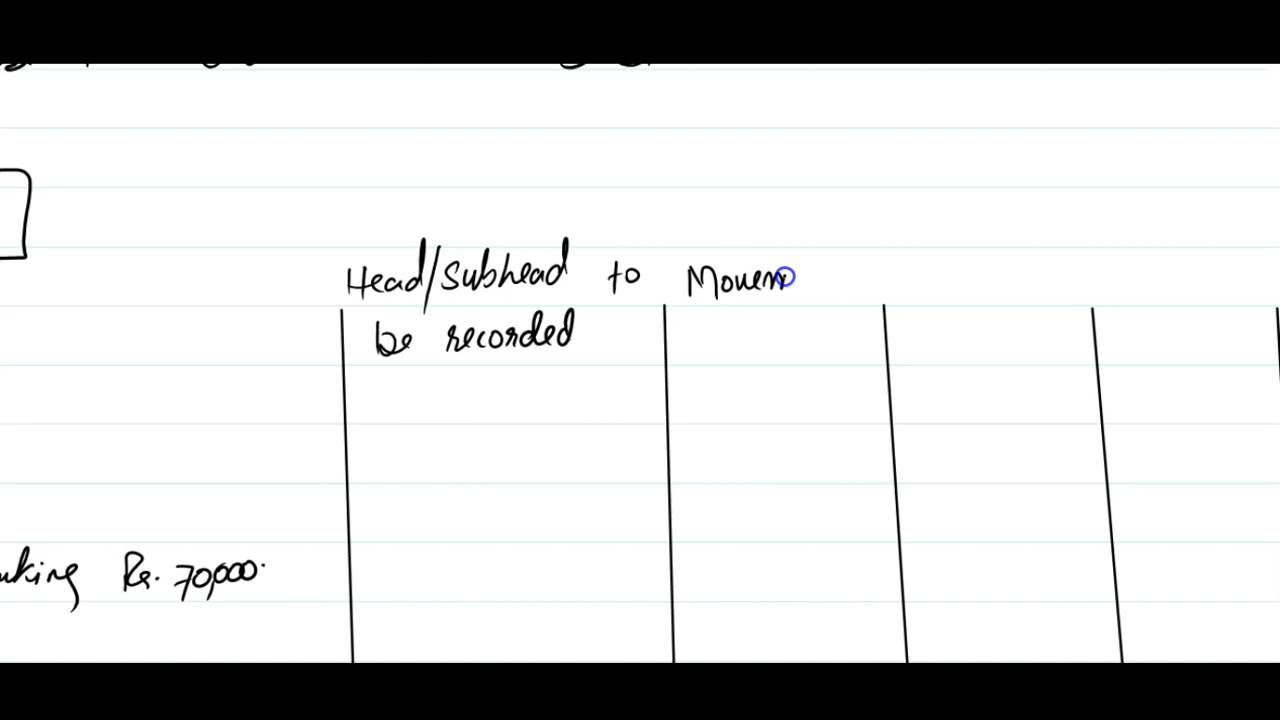 Head/Subhead to Movem
be recorded
Rs. 70,000.